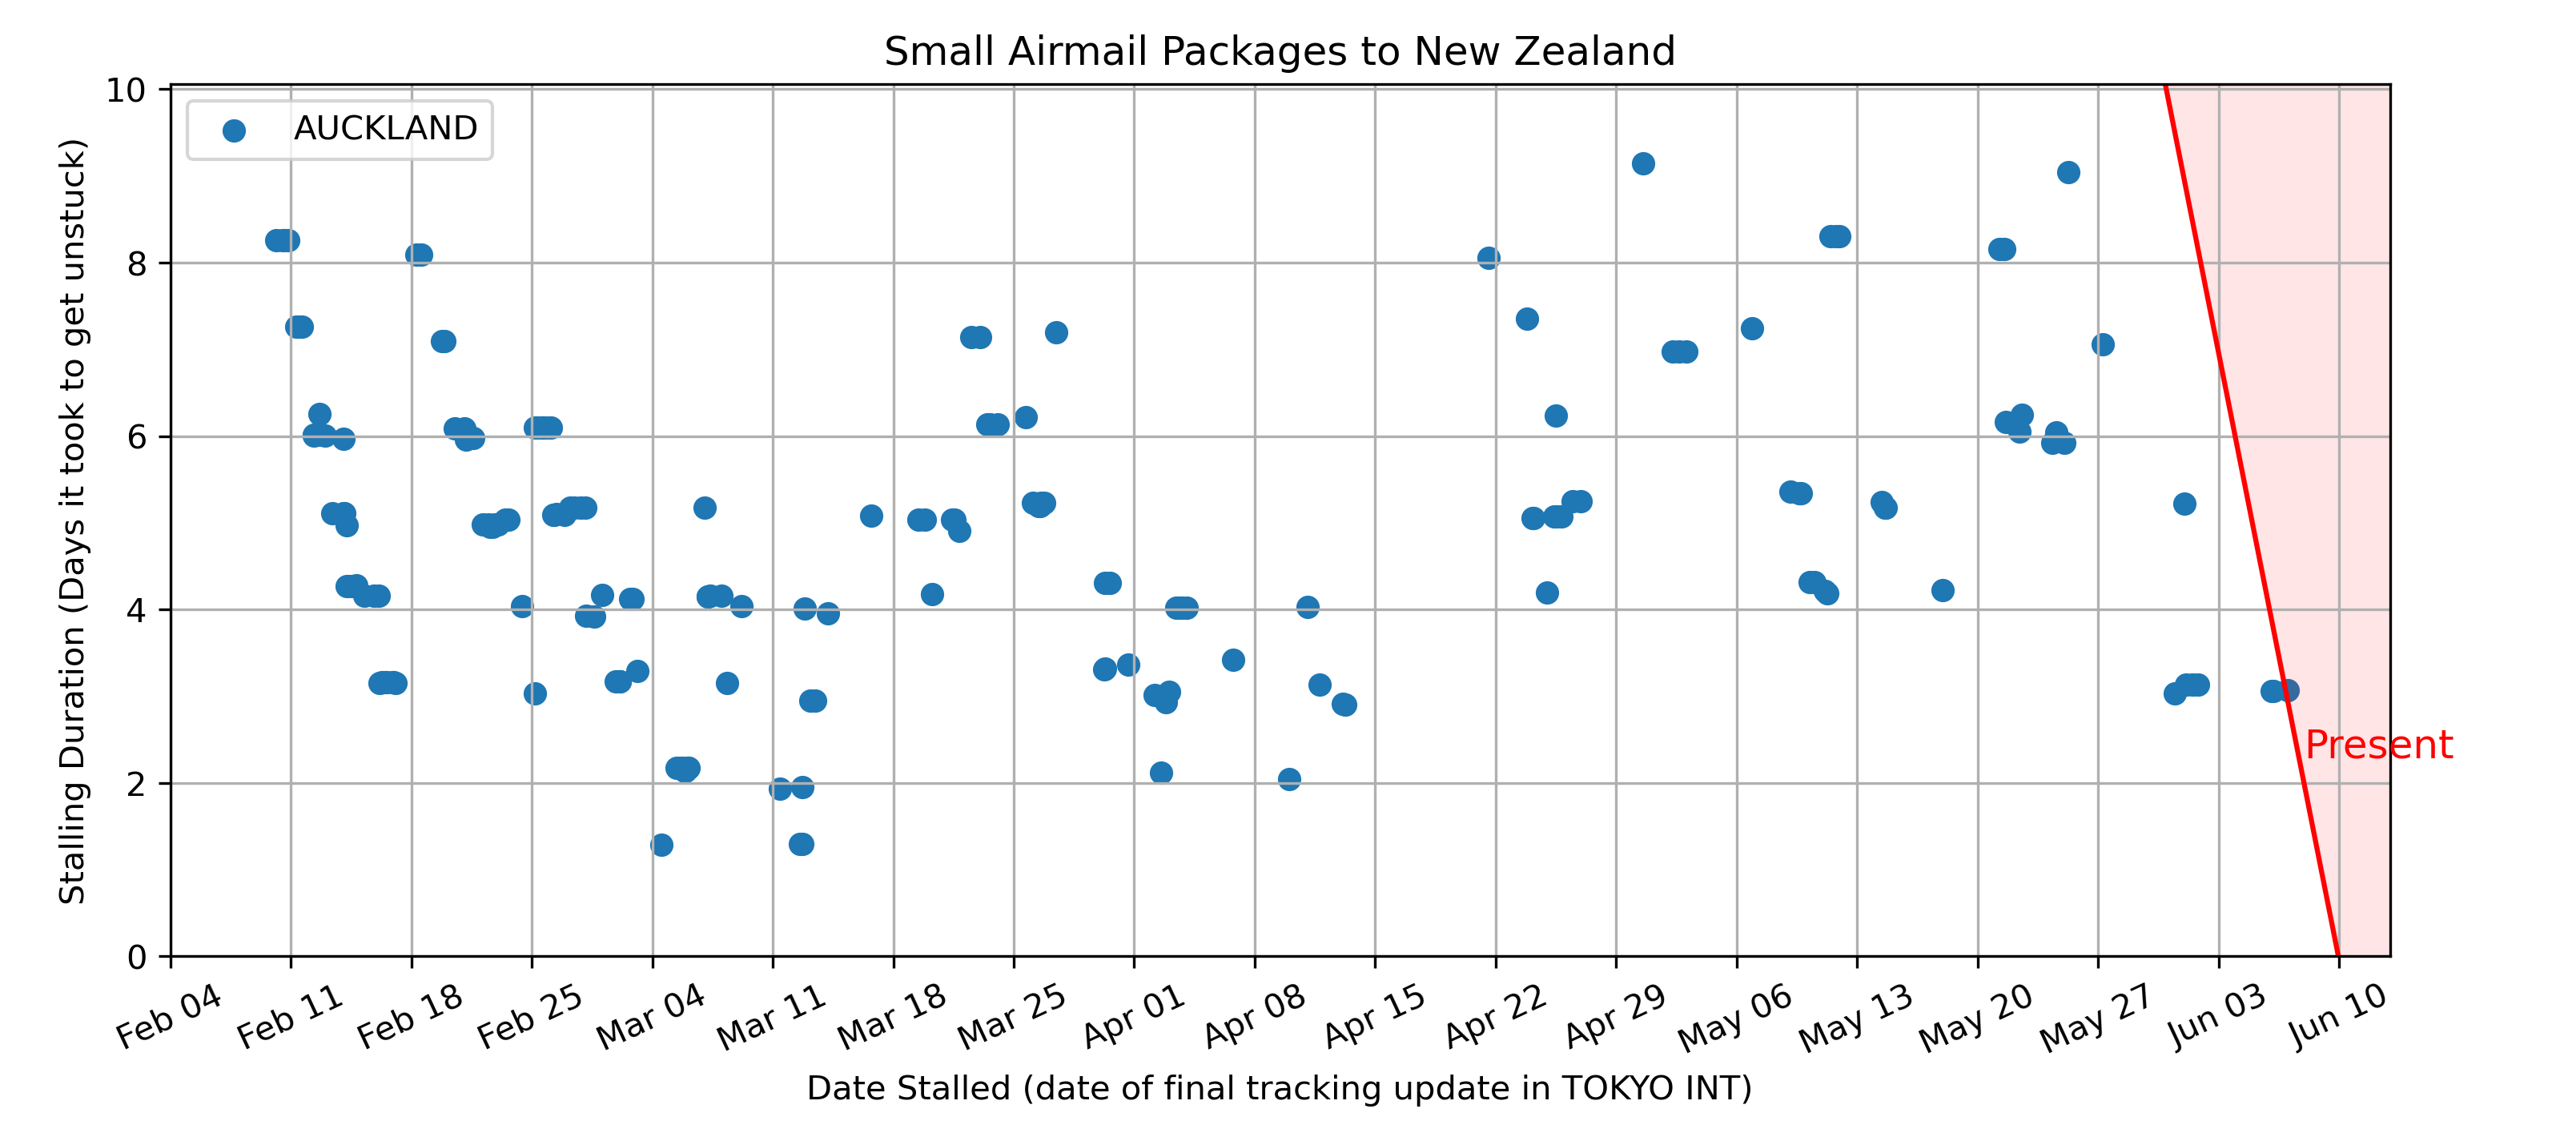 Small Airmail Packages to New Zealand
AUCKLAND
Stalling Duration (Days it took to get unstuck)
10
8
6
4
2
0
Present
Feb 04 Feb 11 Feb 18 Feb 25 Mar 04 Mar 11 Mar 18 Mar 25 Apr 01 Apr 08 Apr 15 Apr 22 Apr 29 May 06 May 13 May 20 May 27 Jun 03 Jun 10
Date Stalled (date of final tracking update in TOKYO INT)